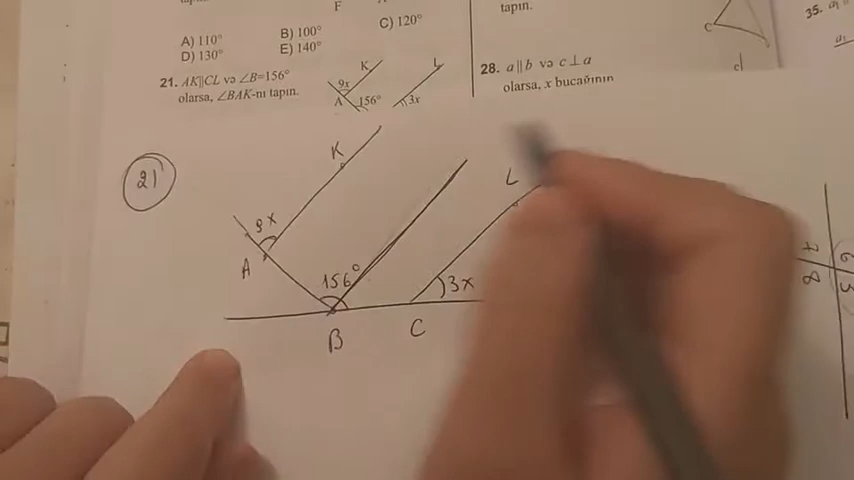 F
tapın.
A) 110° B) 100° C) 120°
D) 130° E) 140°
21. AK∥CL və ∠B=156°
olarsa, ∠BAK-nı tapın.
K
L
9x
A 156° 3x
28. a∥b və c⊥a
olarsa, x bucağının
C
d
35.
21
K
L
9x
A
156°
3x
B
C